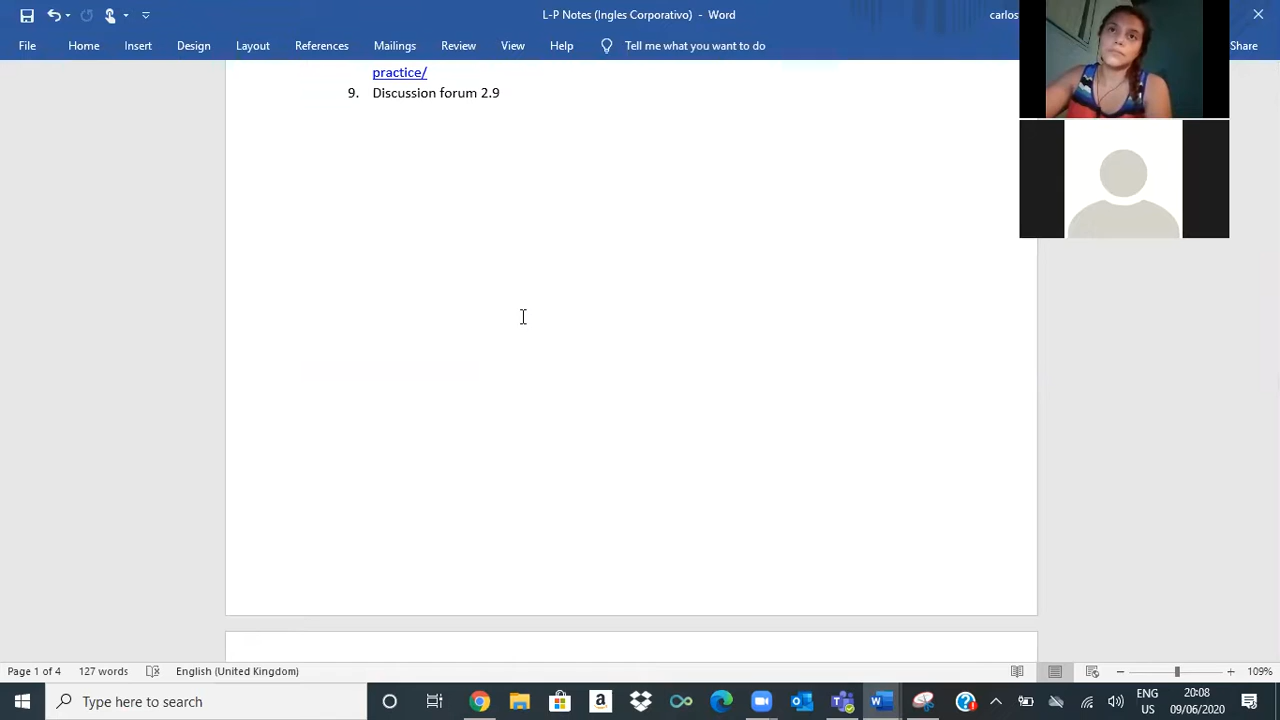 L-P Notes (Ingles Corporativo) - Word
carlos
File Home Insert Design Layout References Mailings Review View Help Tell me what you want to do Share
practice/
9. Discussion forum 2.9
Page 1 of 4 127 words English (United Kingdom) 109%
Type here to search
ENG
US
20:08
09/06/2020